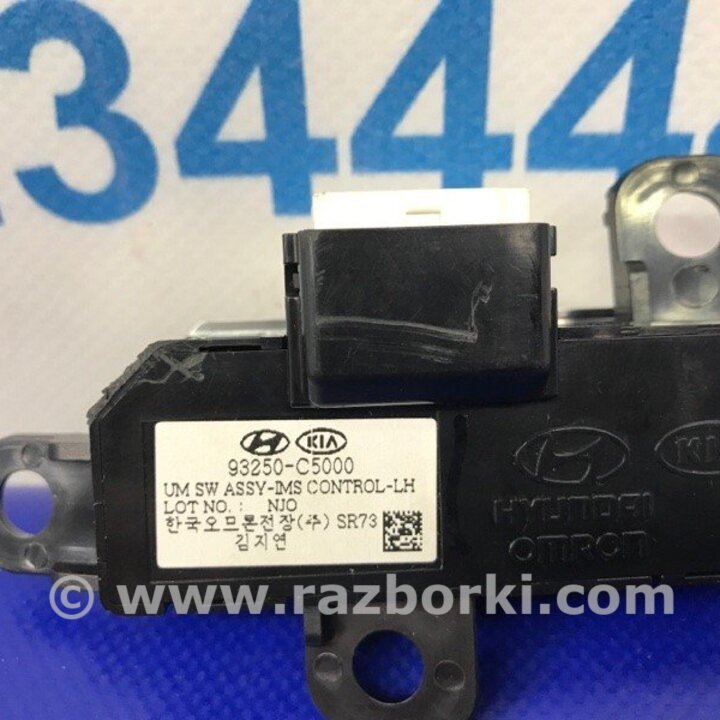 3444
KIA
93250-C5000
UM SW ASSY-IMS CONTROL-LH
LOT NO. : NJO
한국오므론전장(주) SR73
김지연
KIA
HYUNDAI
OMRON
© www.razborki.com